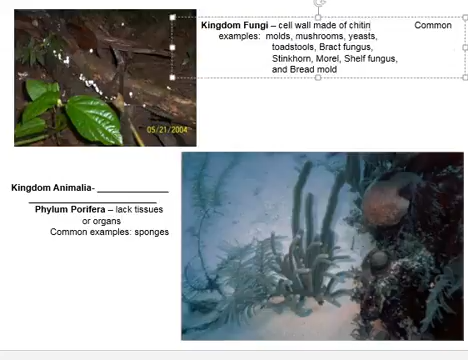 Kingdom Fungi – cell wall made of chitin Common
examples: molds, mushrooms, yeasts,
toadstools, Bract fungus,
Stinkhorn, Morel, Shelf fungus,
and Bread mold
05/21/2004
Kingdom Animalia- ______________
________________________
Phylum Porifera – lack tissues
or organs
Common examples: sponges